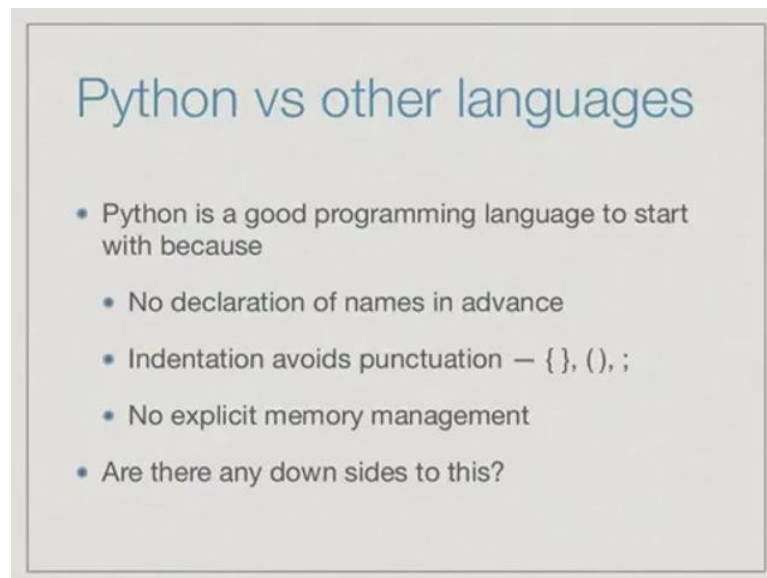 Python vs other languages
• Python is a good programming language to start
with because
• No declaration of names in advance
• Indentation avoids punctuation — { }, ( ), ;
• No explicit memory management
• Are there any down sides to this?